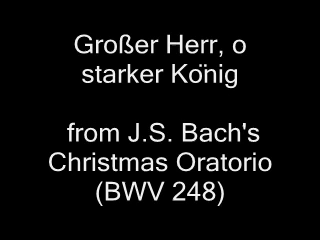 Großer Herr, o
starker König
from J.S. Bach's
Christmas Oratorio
(BWV 248)